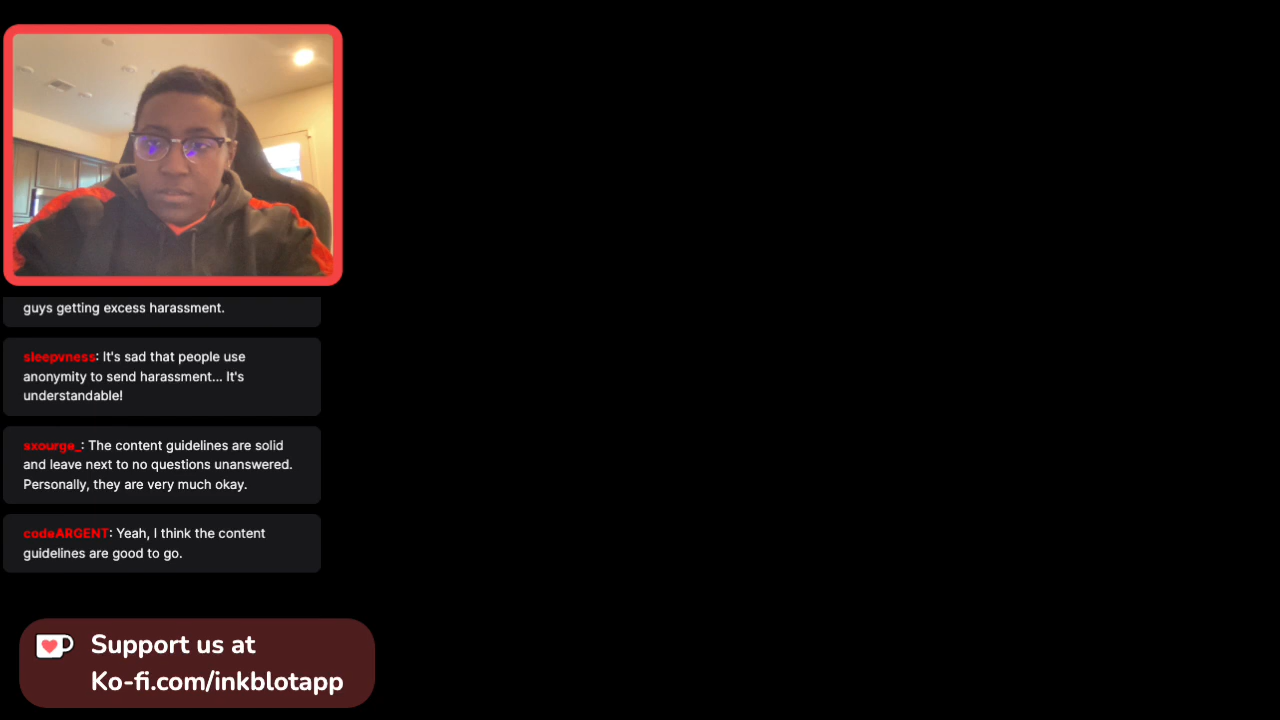 guys getting excess harassment.
sleepvness: It's sad that people use
anonymity to send harassment... It's
understandable!
sxourge_: The content guidelines are solid
and leave next to no questions unanswered.
Personally, they are very much okay.
codeARGENT: Yeah, I think the content
guidelines are good to go.
Support us at
Ko-fi.com/inkblotapp